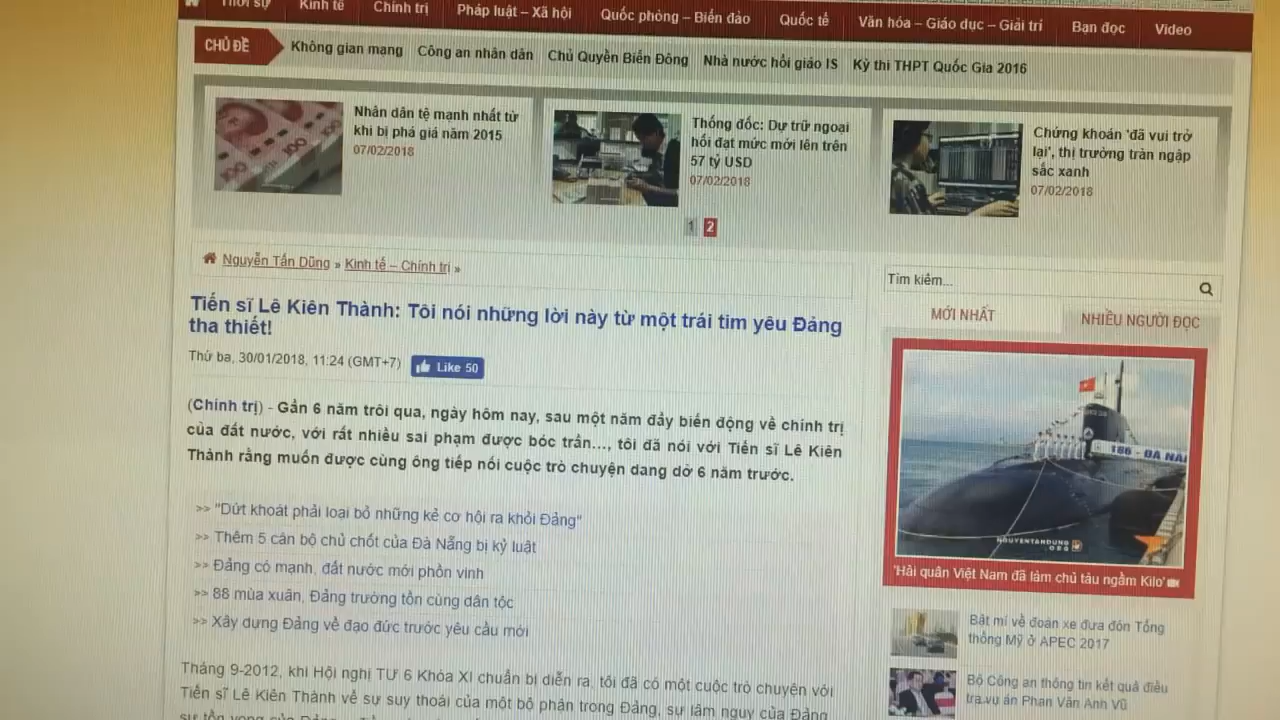 Thời sự Kinh tế Chính trị Pháp luật – Xã hội Quốc phòng – Biển đảo Quốc tế Văn hóa – Giáo dục – Giải trí Bạn đọc Video
CHỦ ĐỀ Không gian mạng Công an nhân dân Chủ Quyền Biển Đông Nhà nước hồi giáo IS Kỳ thi THPT Quốc Gia 2016
Nhân dân tệ mạnh nhất từ
khi bị phá giá năm 2015
07/02/2018
Thống đốc: Dự trữ ngoại
hối đạt mức mới lên trên
57 tỷ USD
07/02/2018
Chứng khoán 'đã vui trở
lại', thị trường tràn ngập
sắc xanh
07/02/2018
1 2
Nguyễn Tấn Dũng » Kinh tế – Chính trị »
Tiến sĩ Lê Kiên Thành: Tôi nói những lời này từ một trái tim yêu Đảng
tha thiết!
Thứ ba, 30/01/2018, 11:24 (GMT+7) Like 50
(Chính trị) - Gần 6 năm trôi qua, ngày hôm nay, sau một năm đầy biến động về chính trị
của đất nước, với rất nhiều sai phạm được bóc trần..., tôi đã nói với Tiến sĩ Lê Kiên
Thành rằng muốn được cùng ông tiếp nối cuộc trò chuyện dang dở 6 năm trước.
>> "Dứt khoát phải loại bỏ những kẻ cơ hội ra khỏi Đảng"
>> Thêm 5 cán bộ chủ chốt của Đà Nẵng bị kỷ luật
>> Đảng có mạnh, đất nước mới phồn vinh
>> 88 mùa xuân, Đảng trường tồn cùng dân tộc
>> Xây dựng Đảng về đạo đức trước yêu cầu mới
Tháng 9-2012, khi Hội nghị TƯ 6 Khóa XI chuẩn bị diễn ra, tôi đã có một cuộc trò chuyện với
Tiến sĩ Lê Kiên Thành về sự suy thoái của một bộ phận trong Đảng, sự lâm nguy của Đảng
Tìm kiếm...
MỚI NHẤT NHIỀU NGƯỜI ĐỌC
186 - ĐÀ NẴ
NGUYENTANDUNG
.ORG
'Hải quân Việt Nam đã làm chủ tàu ngầm Kilo'
Bật mí về đoàn xe đưa đón Tổng
thống Mỹ ở APEC 2017
Bộ Công an thông tin kết quả điều
tra vụ án Phan Văn Anh Vũ